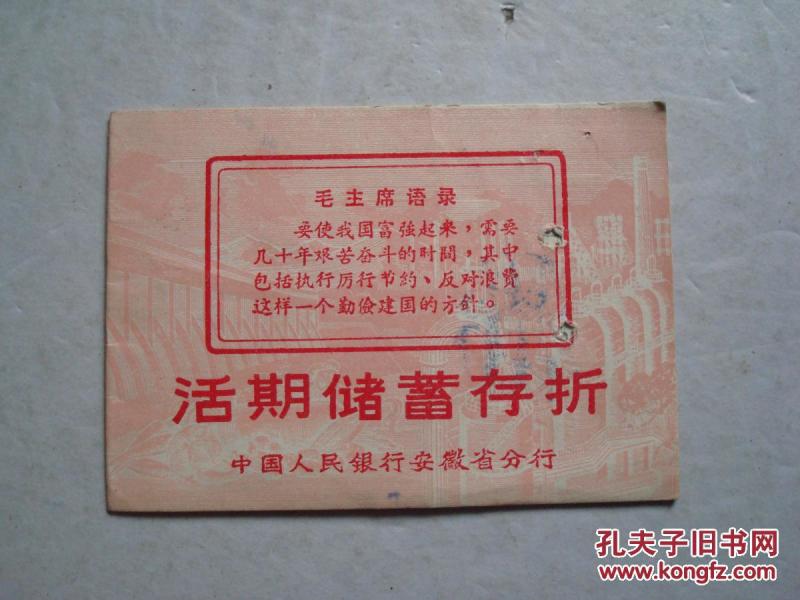 毛主席语录
要使我国富強起来，需要
几十年艰苦奋斗的时間，其中
包括执行厉行节約、反对浪費
这样一个勤儉建国的方針。
活期储蓄存折
中国人民银行安徽省分行
孔夫子旧书网
www.kongfz.com